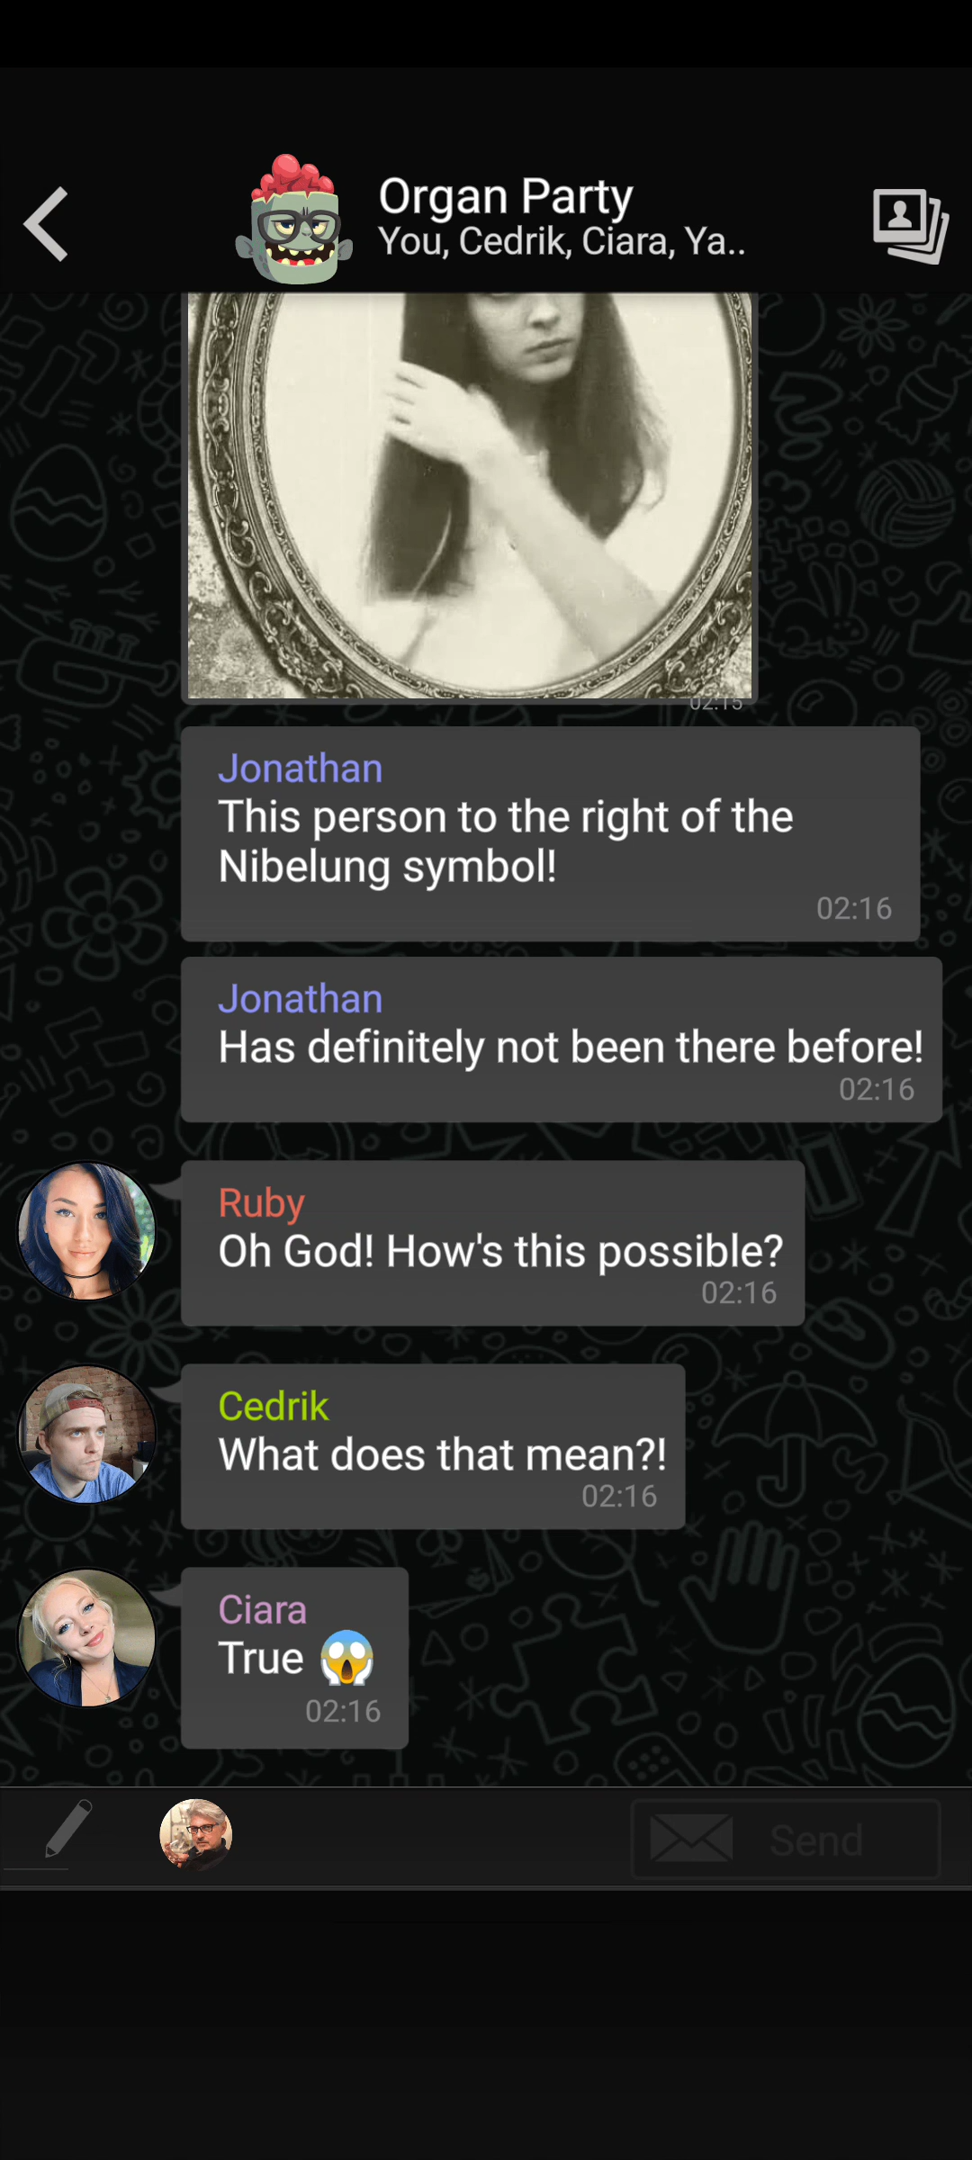 Organ Party
You, Cedrik, Ciara, Ya..
02:15
Jonathan
This person to the right of the
Nibelung symbol!
02:16
Jonathan
Has definitely not been there before!
02:16
Ruby
Oh God! How's this possible?
02:16
Cedrik
What does that mean?!
02:16
Ciara
True 😱
02:16
Send